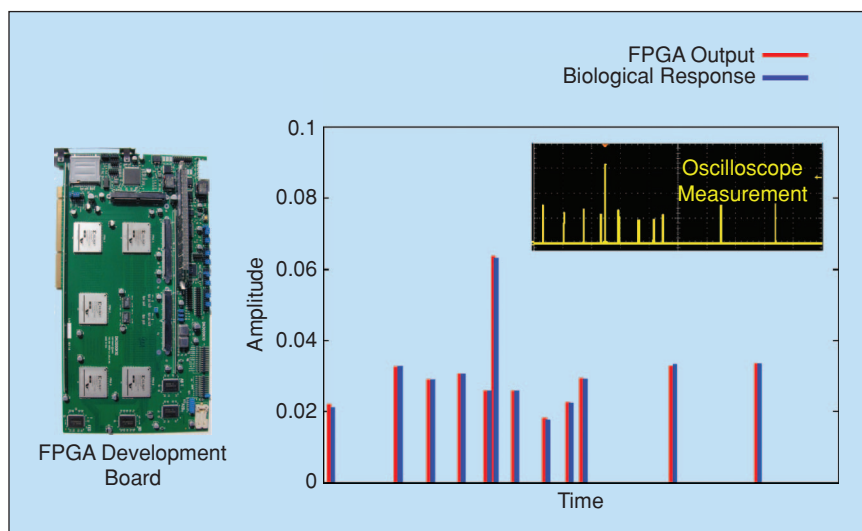 FPGA Output
Biological Response
0.1
0.08
0.06
0.04
0.02
0
Amplitude
Time
Oscilloscope
Measurement
FPGA Development
Board